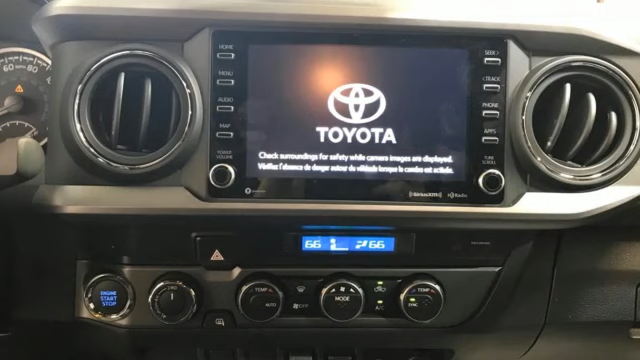 HOME
MENU
AUDIO
MAP
POWER
VOLUME
TOYOTA
Check surroundings for safety while camera images are displayed.
Vérifiez l'absence de danger autour du véhicule lorsque la caméra est activée.
SiriusXM HD Radio
SEEK >
< TRACK
PHONE
APPS
TUNE
SCROLL
60 80
66 66
ENGINE
START
STOP
TEMP
AUTO
OFF
MODE
A/C
TEMP
SYNC